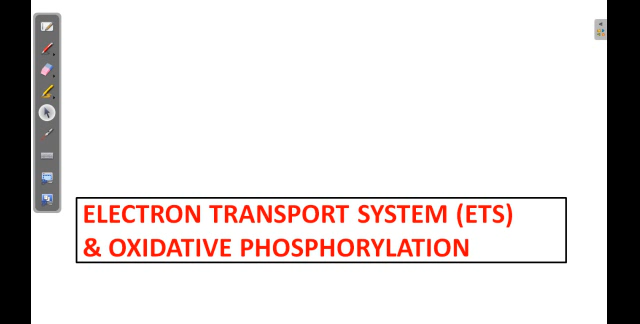 ELECTRON TRANSPORT SYSTEM (ETS)
& OXIDATIVE PHOSPHORYLATION